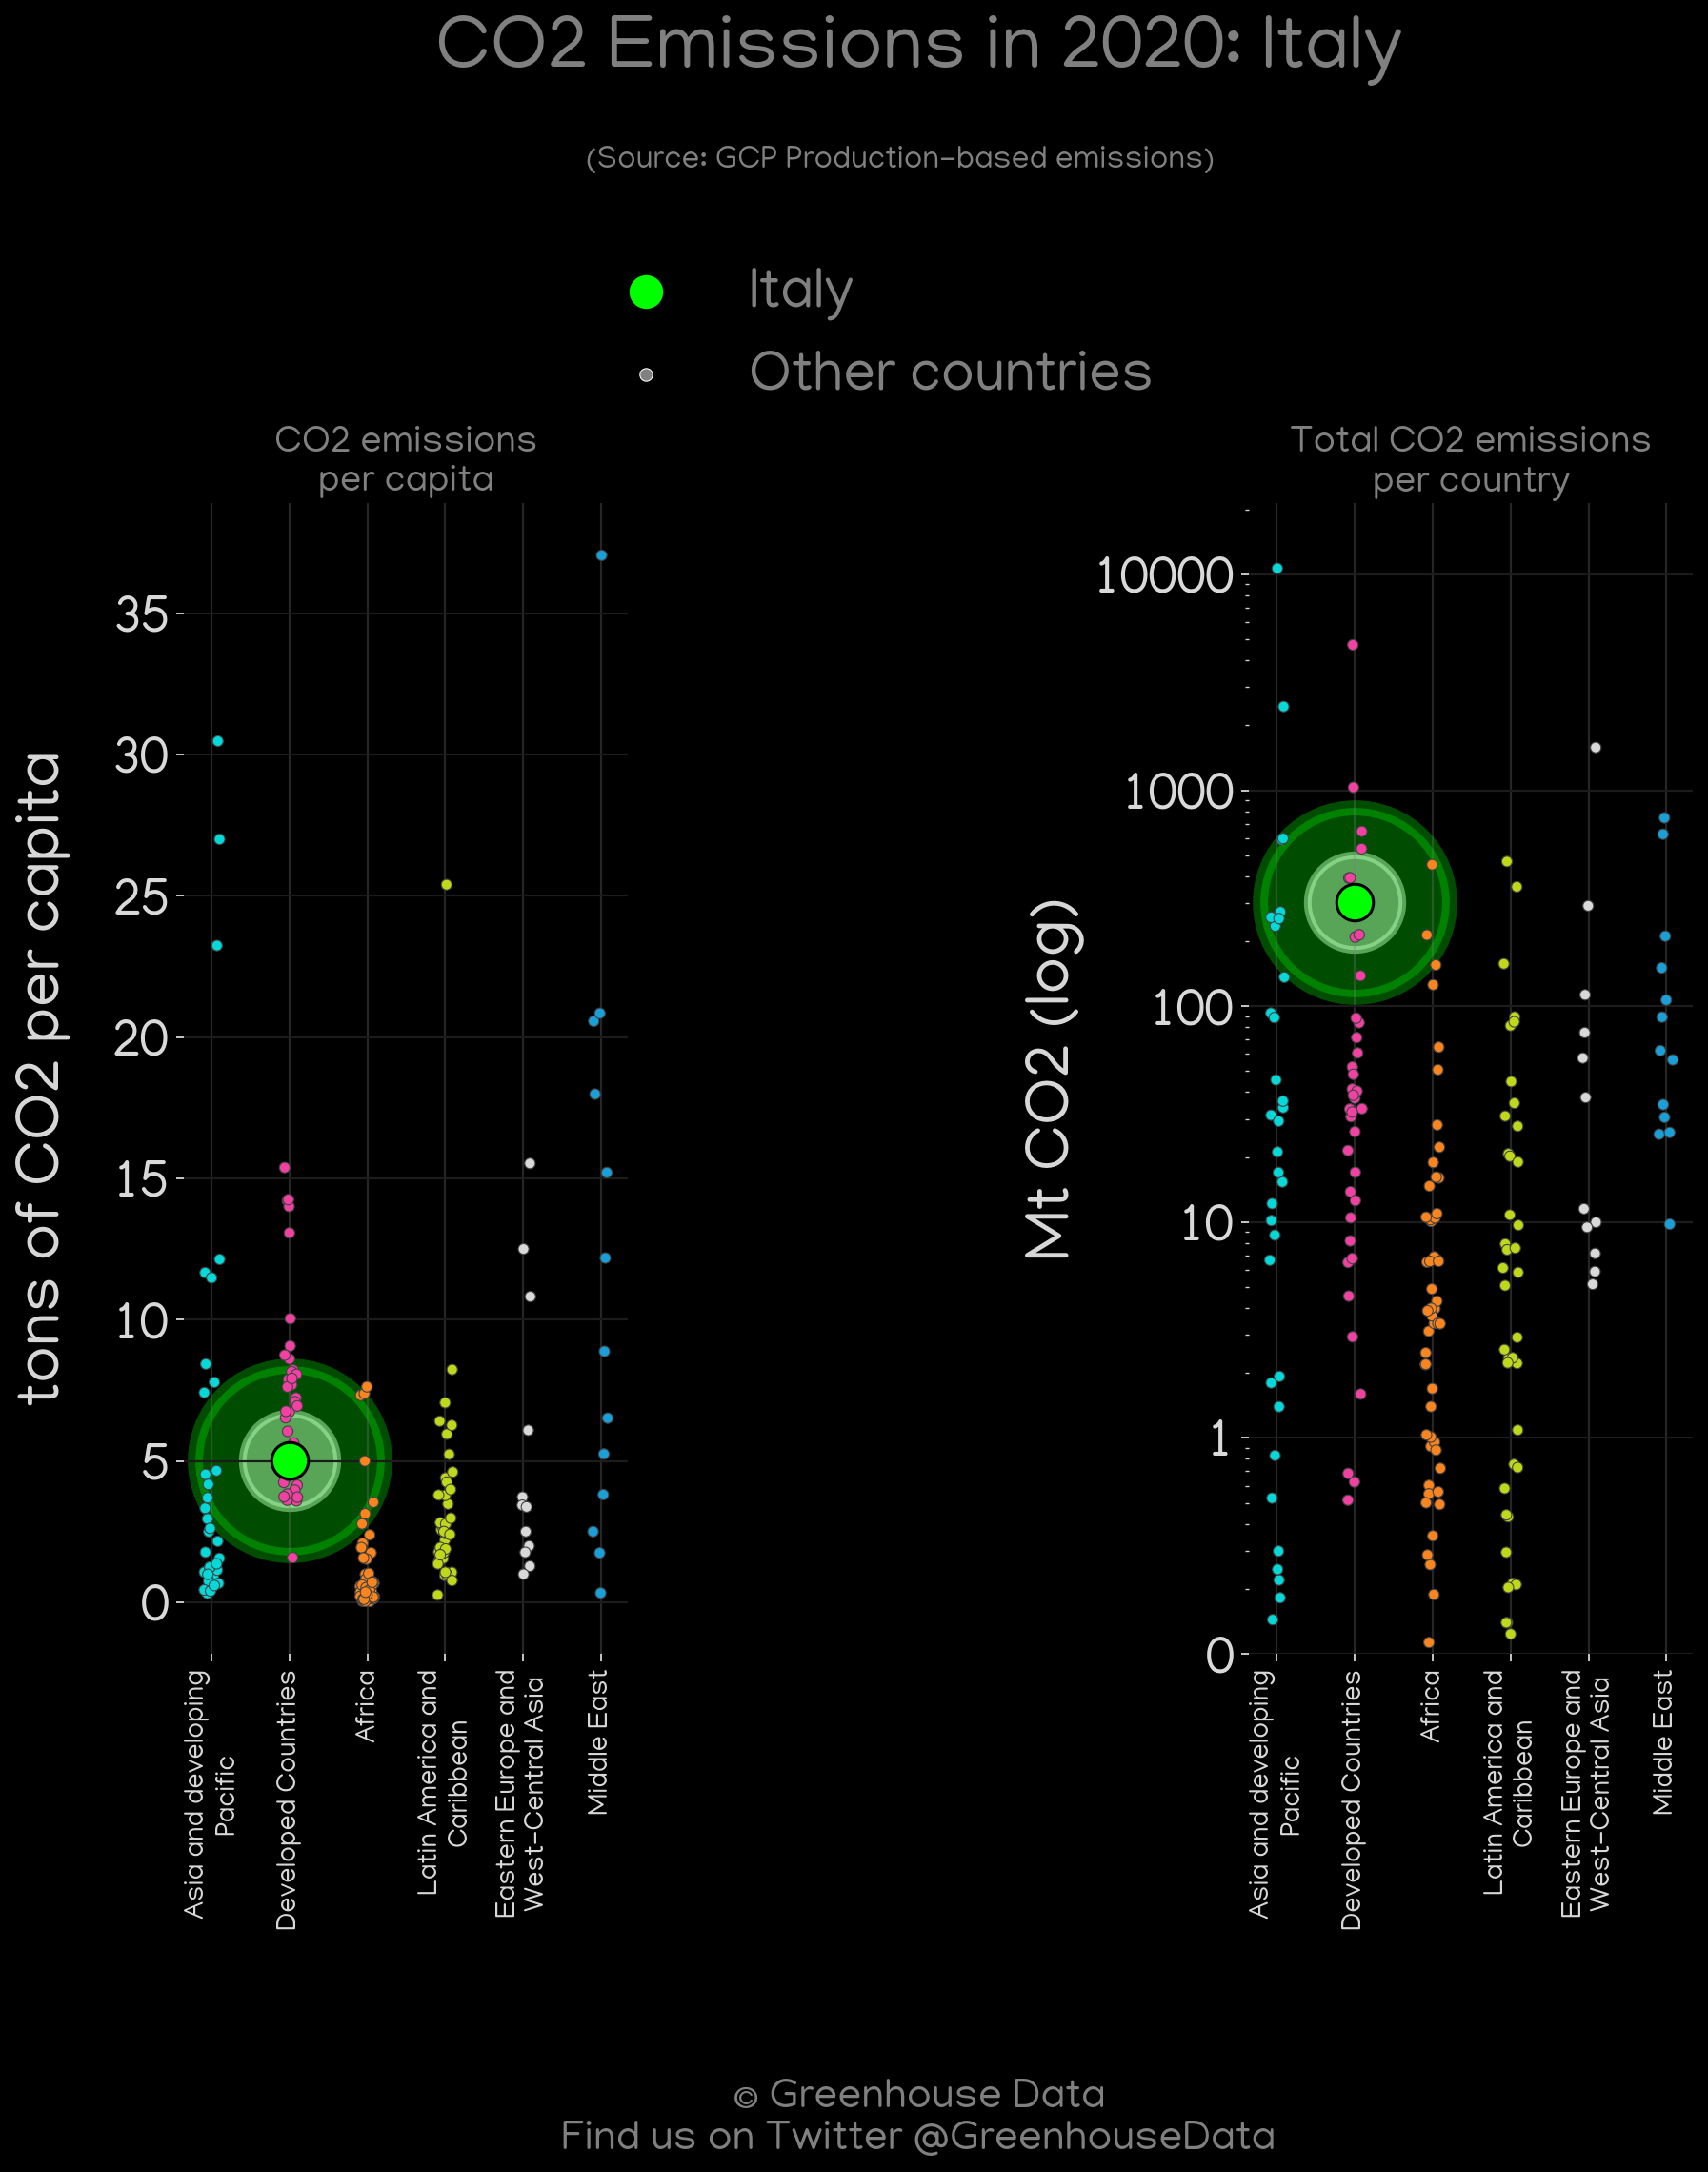 CO2 Emissions in 2020: Italy
(Source: GCP Production-based emissions)
Italy
Other countries
CO2 emissions
per capita
tons of CO2 per capita
35
30
25
20
15
10
5
0
Asia and developing
Pacific
Developed Countries
Africa
Latin America and
Caribbean
Eastern Europe and
West-Central Asia
Middle East
Total CO2 emissions
per country
Mt CO2 (log)
10000
1000
100
10
1
0
Asia and developing
Pacific
Developed Countries
Africa
Latin America and
Caribbean
Eastern Europe and
West-Central Asia
Middle East
© Greenhouse Data
Find us on Twitter @GreenhouseData